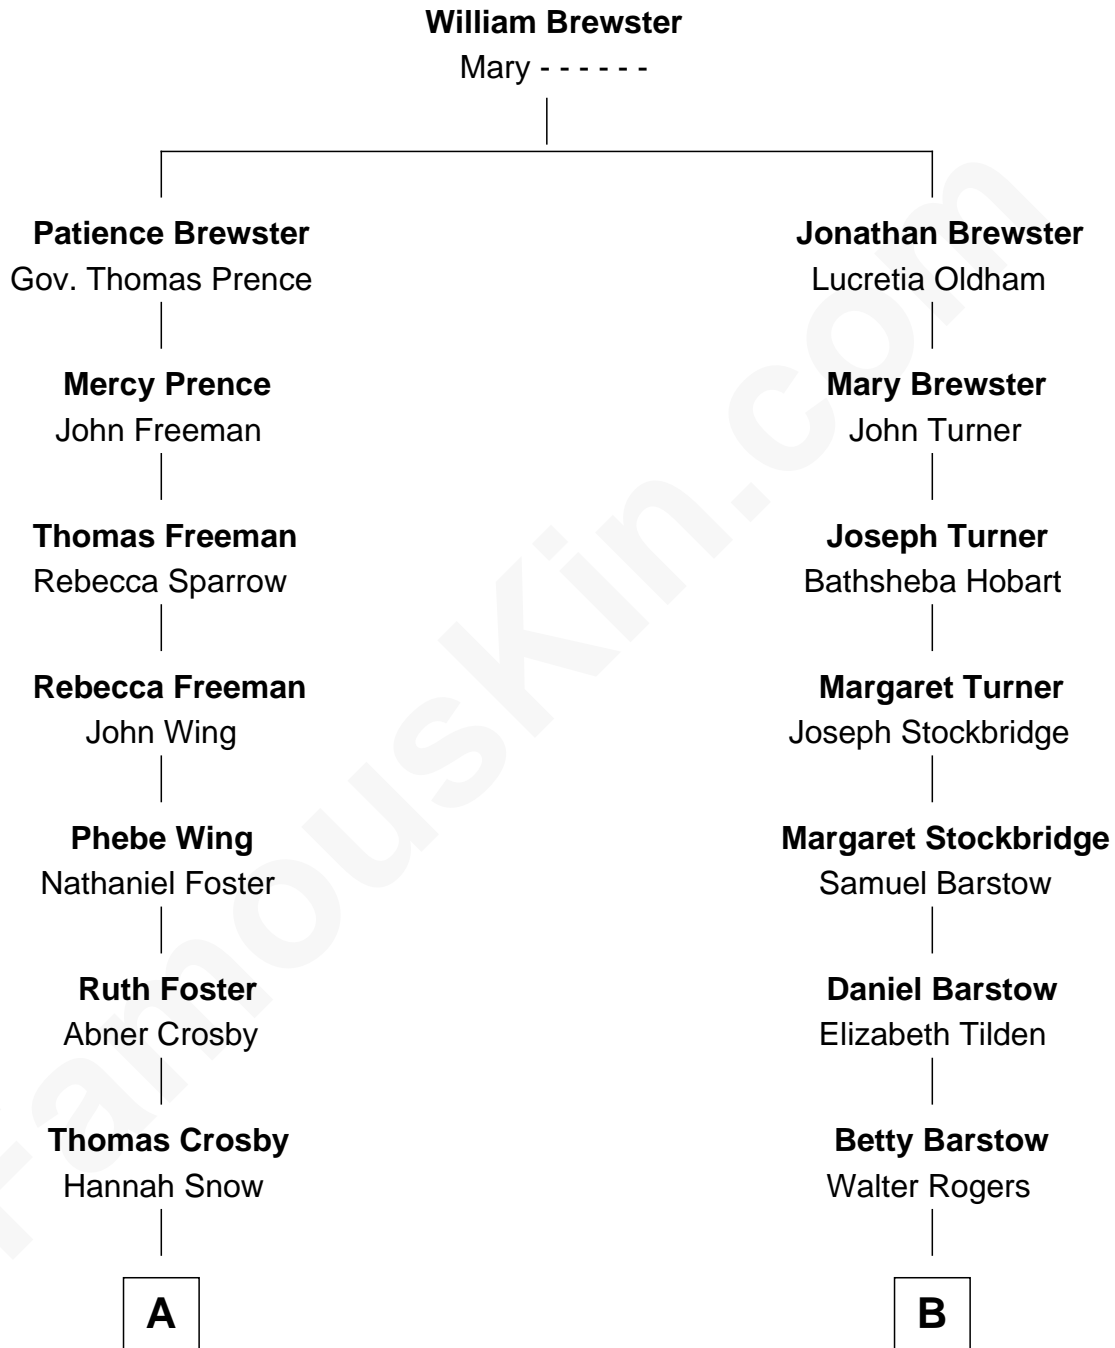 William Brewster
Mary - - - - - -
Patience Brewster
Gov. Thomas Prence
Jonathan Brewster
Lucretia Oldham
Mercy Prence
John Freeman
Mary Brewster
John Turner
Thomas Freeman
Rebecca Sparrow
Joseph Turner
Bathsheba Hobart
Rebecca Freeman
John Wing
Margaret Turner
Joseph Stockbridge
Phebe Wing
Nathaniel Foster
Margaret Stockbridge
Samuel Barstow
Ruth Foster
Abner Crosby
Daniel Barstow
Elizabeth Tilden
Thomas Crosby
Hannah Snow
Betty Barstow
Walter Rogers
A
B
FamousKin.com